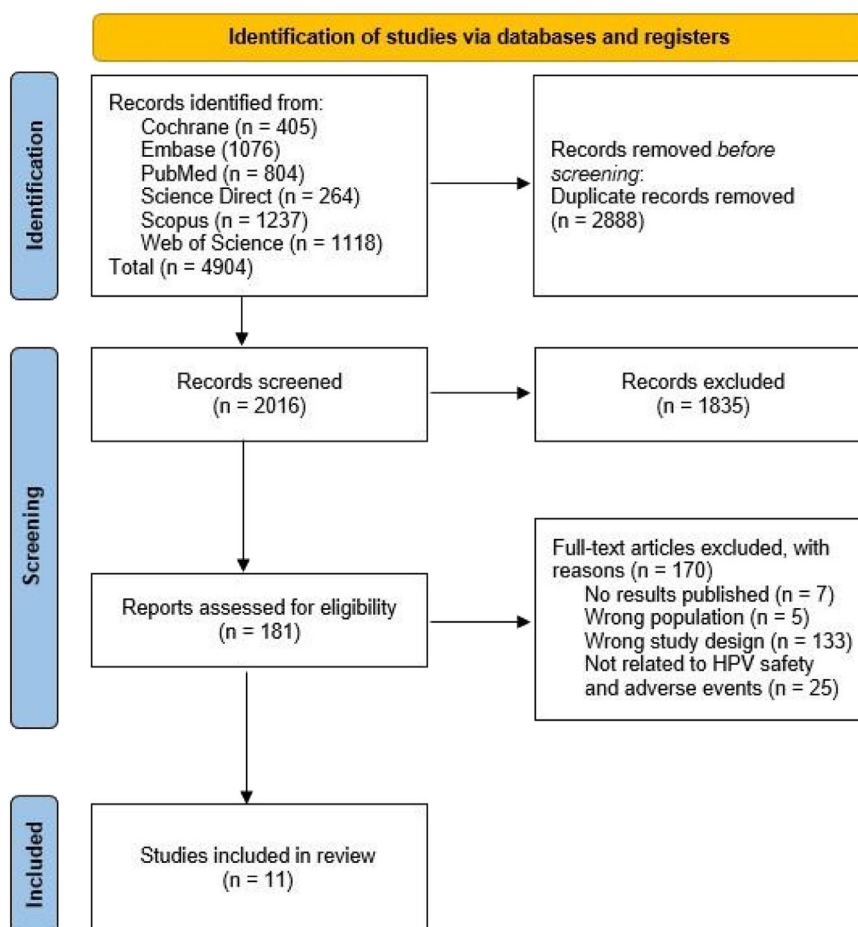 Identification of studies via databases and registers
Identification
Records identified from:
Cochrane (n = 405)
Embase (1076)
PubMed (n = 804)
Science Direct (n = 264)
Scopus (n = 1237)
Web of Science (n = 1118)
Total (n = 4904)
Records removed before
screening:
Duplicate records removed
(n = 2888)
Screening
Records screened
(n = 2016)
Records excluded
(n = 1835)
Reports assessed for eligibility
(n = 181)
Full-text articles excluded, with
reasons (n = 170)
No results published (n = 7)
Wrong population (n = 5)
Wrong study design (n = 133)
Not related to HPV safety
and adverse events (n = 25)
Included
Studies included in review
(n = 11)